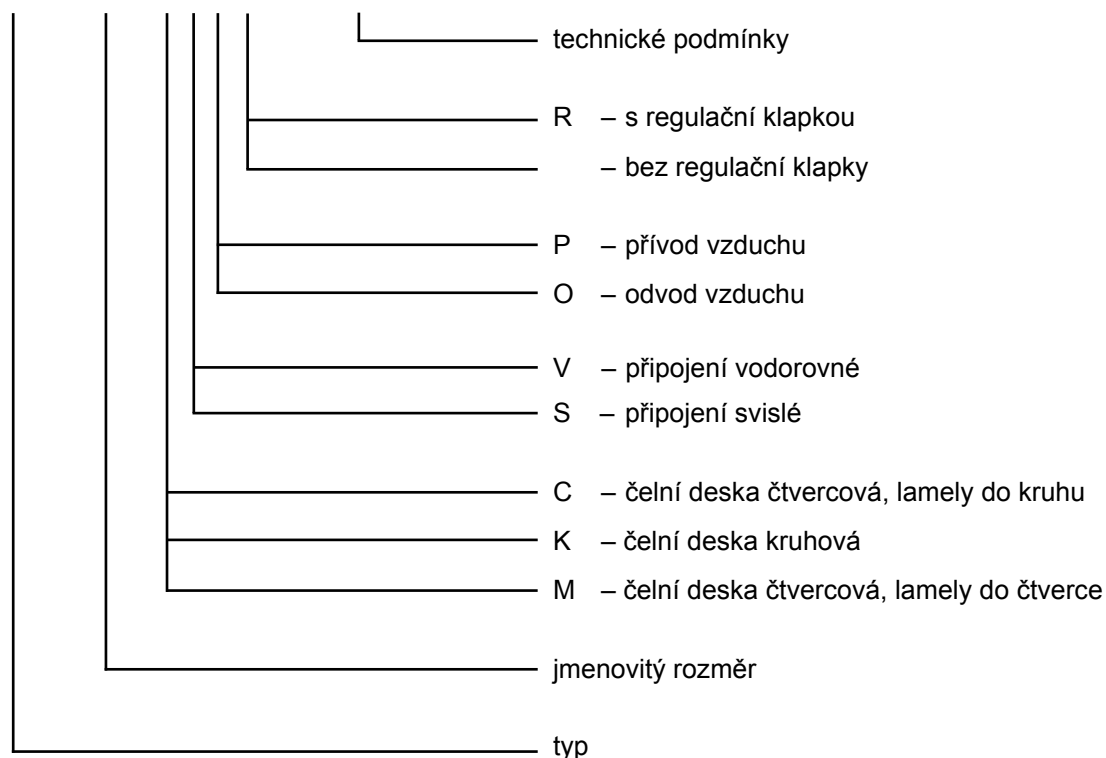 technické podmínky
R – s regulační klapkou
– bez regulační klapky
P – přívod vzduchu
O – odvod vzduchu
V – připojení vodorovné
S – připojení svislé
C – čelní deska čtvercová, lamely do kruhu
K – čelní deska kruhová
M – čelní deska čtvercová, lamely do čtverce
jmenovitý rozměr
typ